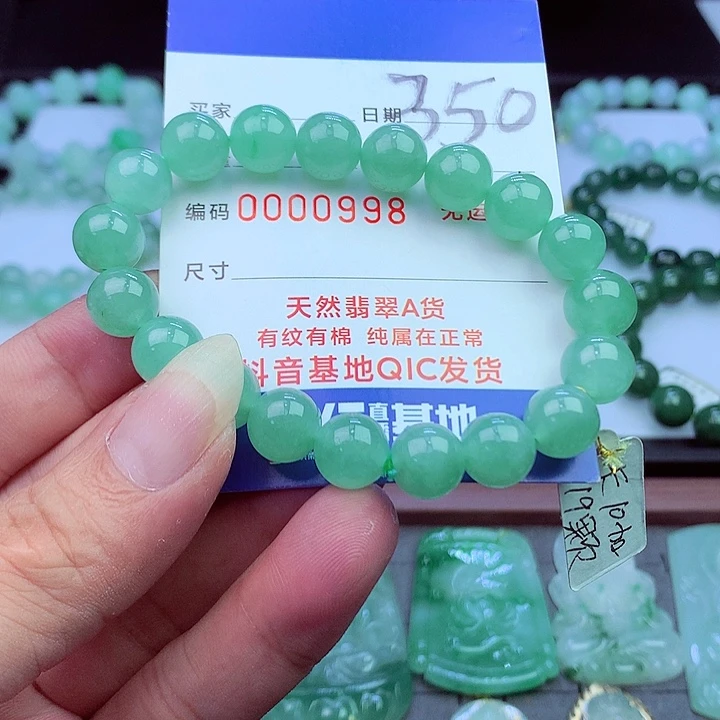 买家 日期 350
编码 0000998
尺寸
天然翡翠A货
有纹有棉 纯属在正常
抖音基地QIC发货
基地